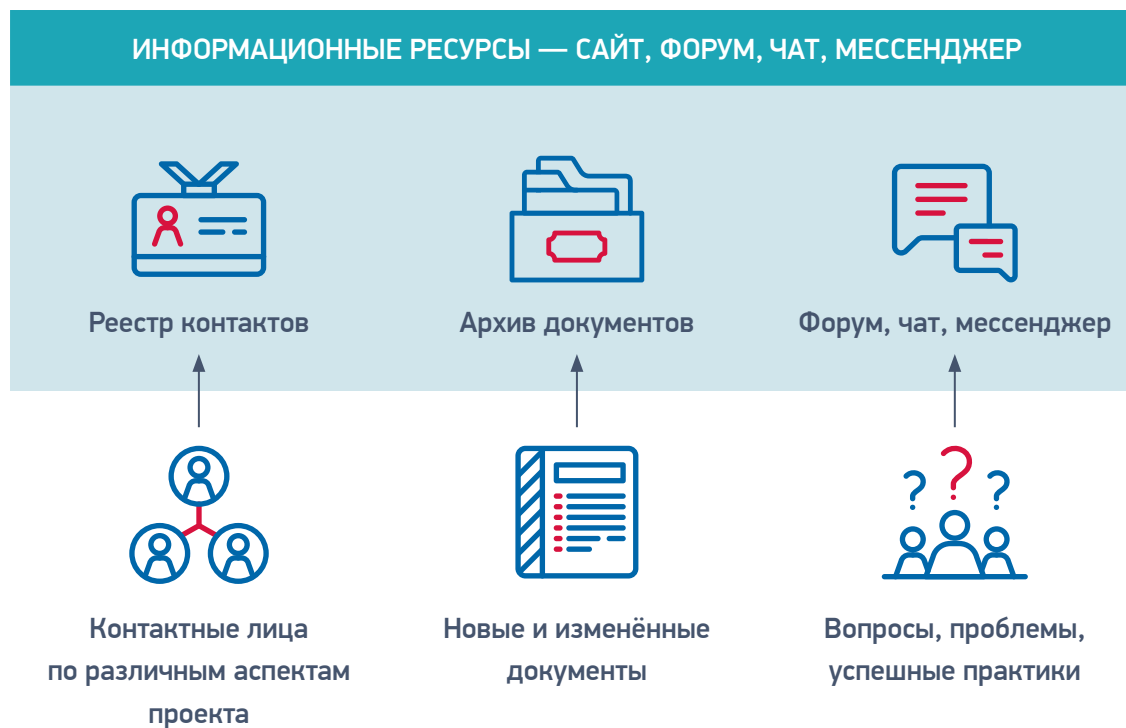 ИНФОРМАЦИОННЫЕ РЕСУРСЫ — САЙТ, ФОРУМ, ЧАТ, МЕССЕНДЖЕР
Реестр контактов
Архив документов
Форум, чат, мессенджер
Контактные лица
по различным аспектам
проекта
Новые и изменённые
документы
Вопросы, проблемы,
успешные практики